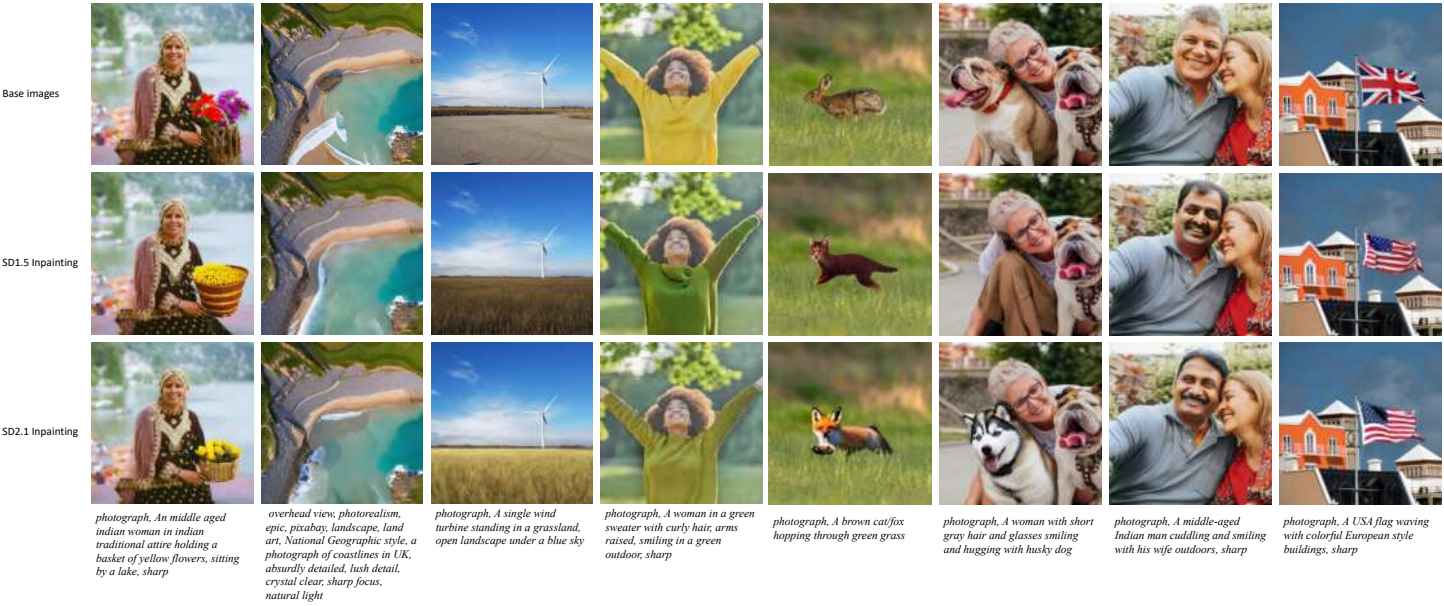 Base images
SD1.5 Inpainting
SD2.1 Inpainting
photograph, An middle aged
indian woman in indian
traditional attire holding a
basket of yellow flowers, sitting
by a lake, sharp
overhead view, photorealism,
epic, pixabay, landscape, land
art, National Geographic style, a
photograph of coastlines in UK,
absurdly detailed, lush detail,
crystal clear, sharp focus,
natural light
photograph, A single wind
turbine standing in a grassland,
open landscape under a blue sky
photograph, A woman in a green
sweater with curly hair, arms
raised, smiling in a green
outdoor, sharp
photograph, A brown cat/fox
hopping through green grass
photograph, A woman with short
gray hair and glasses smiling
and hugging with husky dog
photograph, A middle-aged
Indian man cuddling and smiling
with his wife outdoors, sharp
photograph, A USA flag waving
with colorful European style
buildings, sharp